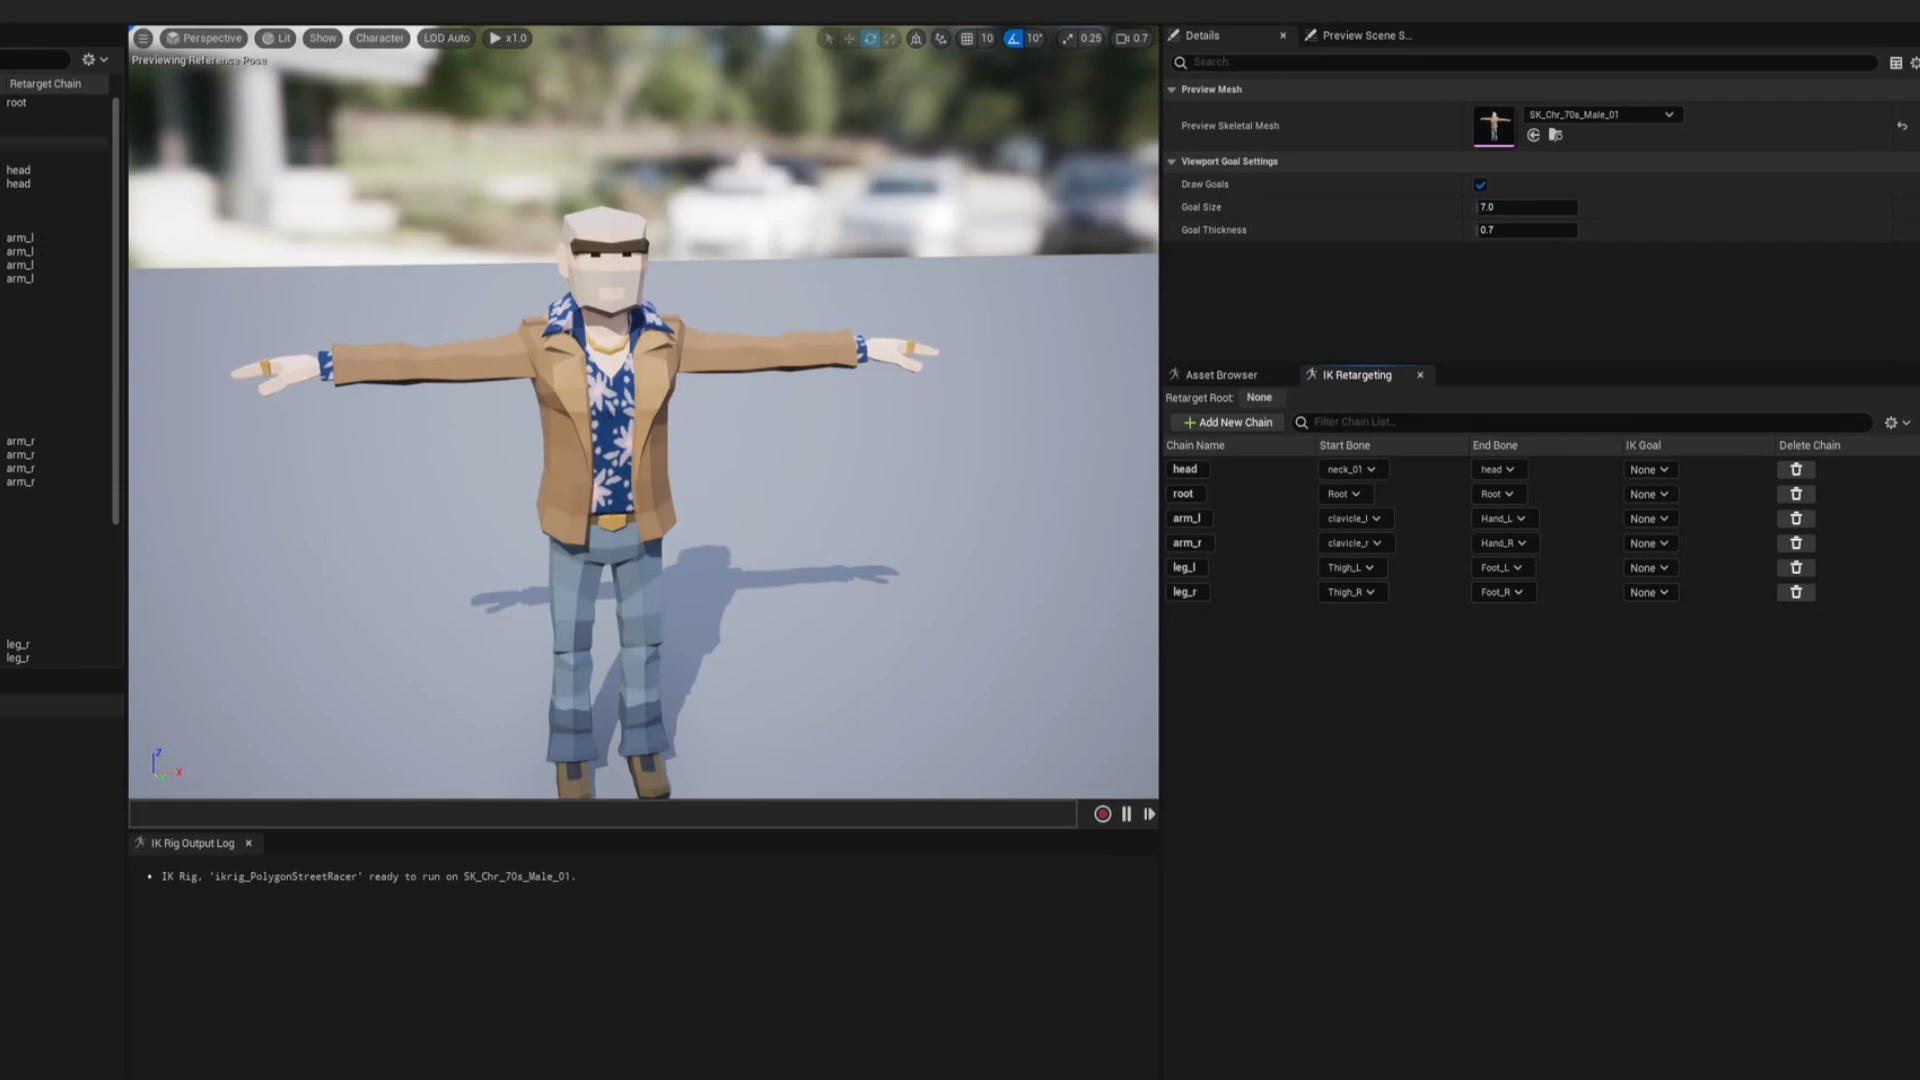 Retarget Chain
root
head
head
arm_l
arm_l
arm_l
arm_l
arm_r
arm_r
arm_r
arm_r
leg_r
leg_r
Perspective Lit Show Character LOD Auto x1.0 10 10° 0.25 0.7
Previewing Reference Pose
Z
X
IK Rig Output Log
IK Rig, 'ikrig_PolygonStreetRacer' ready to run on SK_Chr_70s_Male_01.
Details Preview Scene S...
Search
Preview Mesh
Preview Skeletal Mesh SK_Chr_70s_Male_01
Viewport Goal Settings
Draw Goals
Goal Size 7.0
Goal Thickness 0.7
Asset Browser IK Retargeting
Retarget Root: None
Add New Chain Filter Chain List...
Chain Name Start Bone End Bone IK Goal Delete Chain
head neck_01 head None
root Root Root None
arm_l clavicle_l Hand_L None
arm_r clavicle_r Hand_R None
leg_l Thigh_L Foot_L None
leg_r Thigh_R Foot_R None